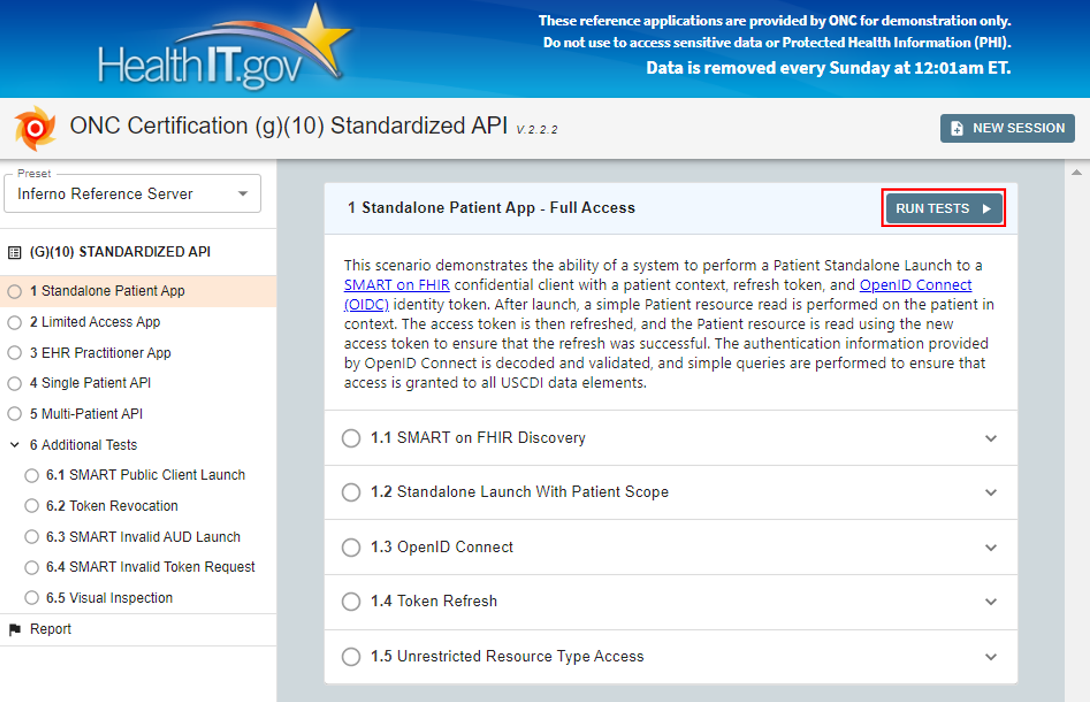 HealthIT.gov
These reference applications are provided by ONC for demonstration only.
Do not use to access sensitive data or Protected Health Information (PHI).
Data is removed every Sunday at 12:01am ET.
ONC Certification (g)(10) Standardized API V.2.2.2
NEW SESSION
Preset
Inferno Reference Server
(G)(10) STANDARDIZED API
1 Standalone Patient App
2 Limited Access App
3 EHR Practitioner App
4 Single Patient API
5 Multi-Patient API
6 Additional Tests
6.1 SMART Public Client Launch
6.2 Token Revocation
6.3 SMART Invalid AUD Launch
6.4 SMART Invalid Token Request
6.5 Visual Inspection
Report
1 Standalone Patient App - Full Access
RUN TESTS
This scenario demonstrates the ability of a system to perform a Patient Standalone Launch to a
SMART on FHIR confidential client with a patient context, refresh token, and OpenID Connect
(OIDC) identity token. After launch, a simple Patient resource read is performed on the patient in
context. The access token is then refreshed, and the Patient resource is read using the new
access token to ensure that the refresh was successful. The authentication information provided
by OpenID Connect is decoded and validated, and simple queries are performed to ensure that
access is granted to all USCDI data elements.
1.1 SMART on FHIR Discovery
1.2 Standalone Launch With Patient Scope
1.3 OpenID Connect
1.4 Token Refresh
1.5 Unrestricted Resource Type Access